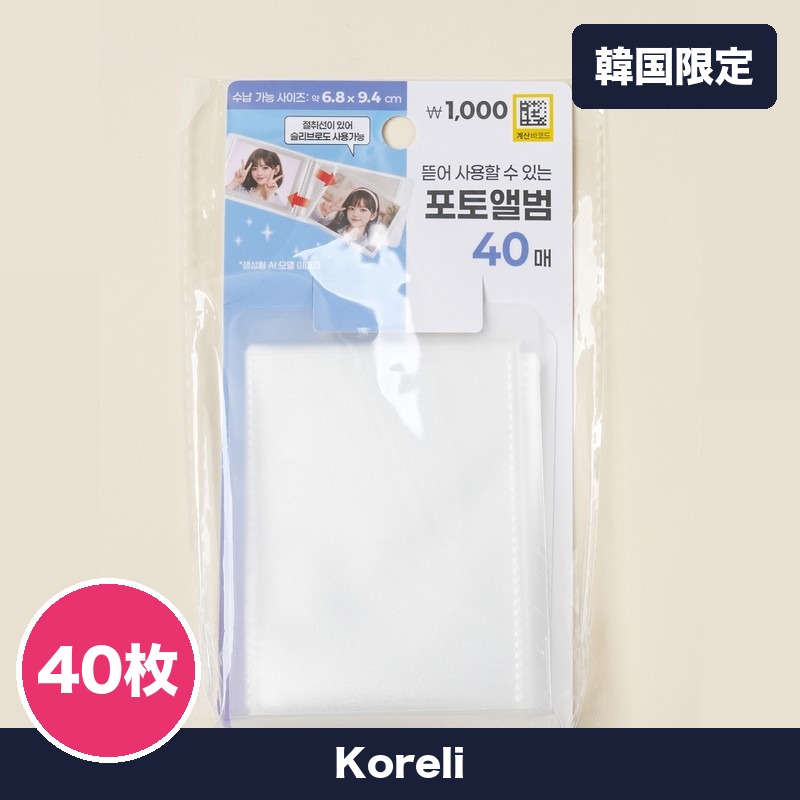 韓国限定
수납 가능 사이즈: 약 6.8 x 9.4 cm
₩1,000
계산 바코드
절취선이 있어
슬리브로도 사용가능
뜯어 사용할 수 있는
포토앨범
40매
*생성형 AI 모델 이미지
40枚
Koreli